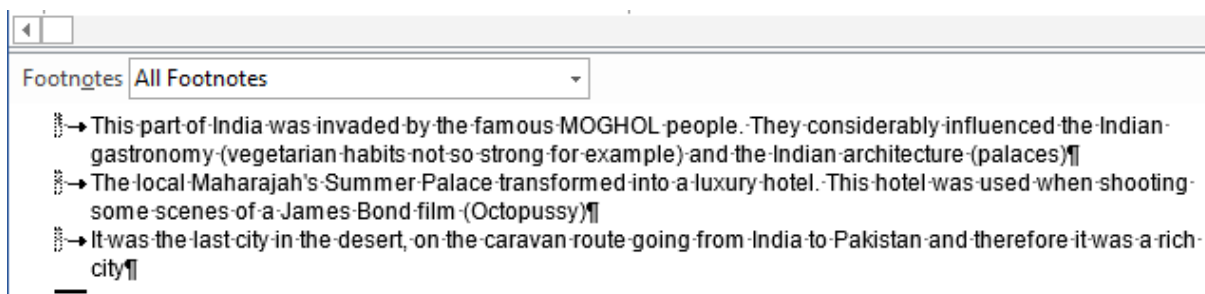 Footnotes All Footnotes
This part of India was invaded by the famous MOGHOL people. They considerably influenced the Indian
gastronomy (vegetarian habits not so strong for example) and the Indian architecture (palaces)¶
The local Maharajah's Summer Palace transformed into a luxury hotel. This hotel was used when shooting
some scenes of a James Bond film (Octopussy)¶
It was the last city in the desert, on the caravan route going from India to Pakistan and therefore it was a rich
city¶